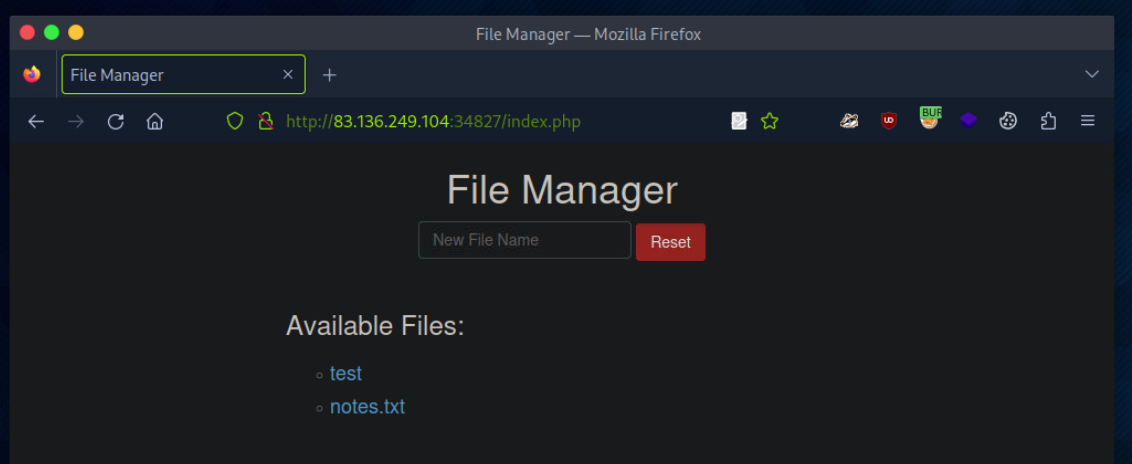 File Manager — Mozilla Firefox
File Manager
http://83.136.249.104:34827/index.php
UD
BUR
File Manager
New File Name
Reset
Available Files:
test
notes.txt